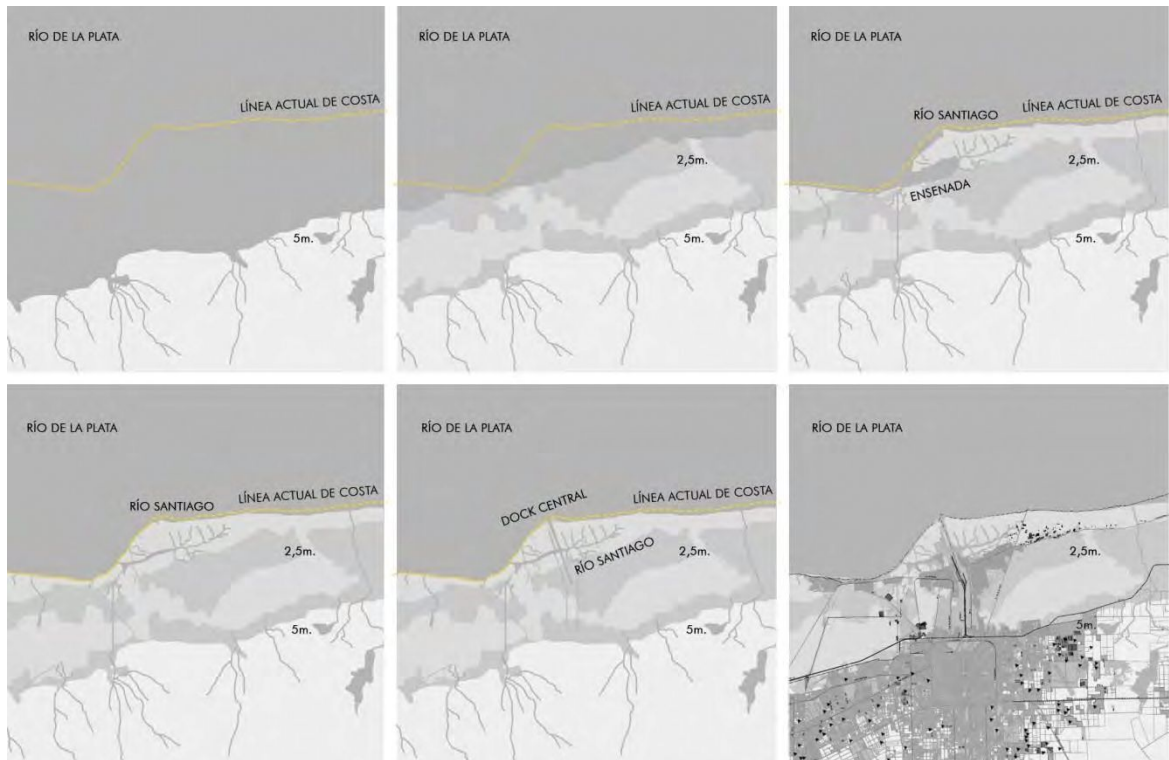 RÍO DE LA PLATA
LÍNEA ACTUAL DE COSTA
5m.
RÍO DE LA PLATA
LÍNEA ACTUAL DE COSTA
2,5m.
5m.
RÍO DE LA PLATA
RÍO SANTIAGO
LÍNEA ACTUAL DE COSTA
2,5m.
ENSENADA
5m.
RÍO DE LA PLATA
RÍO SANTIAGO
LÍNEA ACTUAL DE COSTA
2,5m.
5m.
RÍO DE LA PLATA
DOCK CENTRAL
LÍNEA ACTUAL DE COSTA
RÍO SANTIAGO
2,5m.
5m.
RÍO DE LA PLATA
2,5m.
5m.